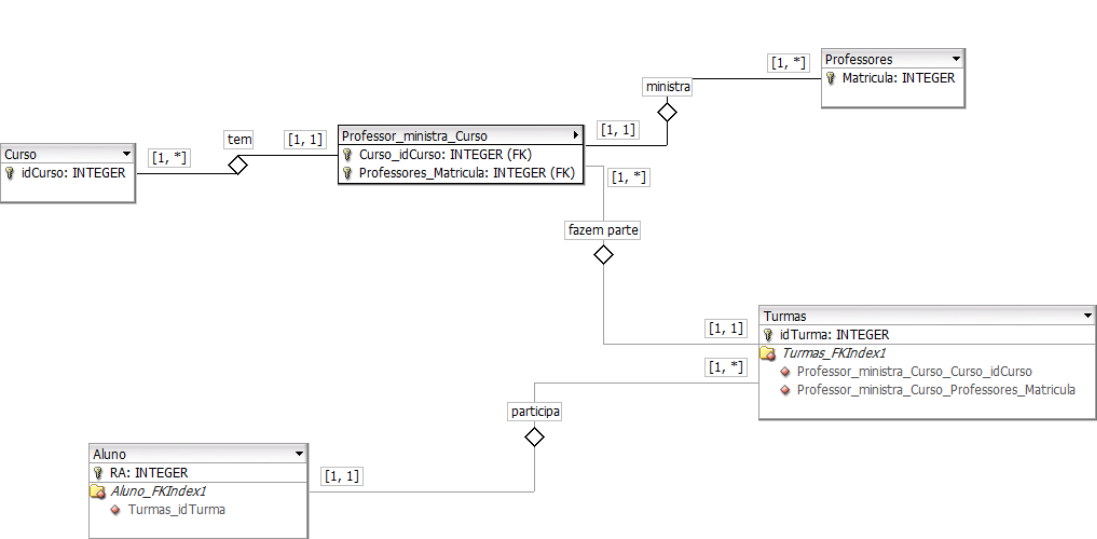 Professores
[1, *]
Matricula: INTEGER
ministra
Professor_ministra_Curso
[1, 1]
tem
[1, 1]
Curso
[1, *]
Curso_idCurso: INTEGER (FK)
idCurso: INTEGER
Professores_Matricula: INTEGER (FK)
[1, *]
fazem parte
Turmas
[1, 1]
idTurma: INTEGER
Turmas_FKIndex1
[1, *]
Professor_ministra_Curso_Curso_idCurso
Professor_ministra_Curso_Professores_Matricula
participa
Aluno
RA: INTEGER
[1, 1]
Aluno_FKIndex1
Turmas_idTurma